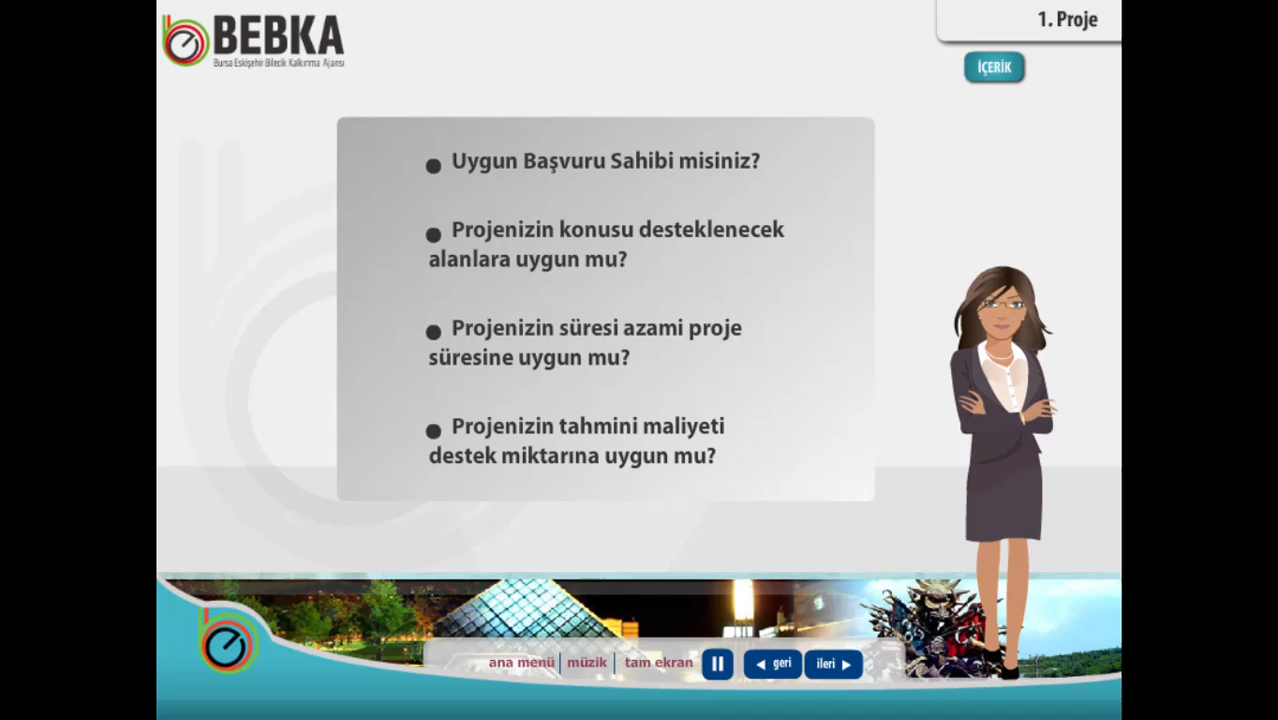 BEBKA
Bursa Eskişehir Bilecik Kalkınma Ajansı
1. Proje
İÇERİK
● Uygun Başvuru Sahibi misiniz?
● Projenizin konusu desteklenecek
alanlara uygun mu?
● Projenizin süresi azami proje
süresine uygun mu?
● Projenizin tahmini maliyeti
destek miktarına uygun mu?
ana menü | müzik | tam ekran
geri
ileri